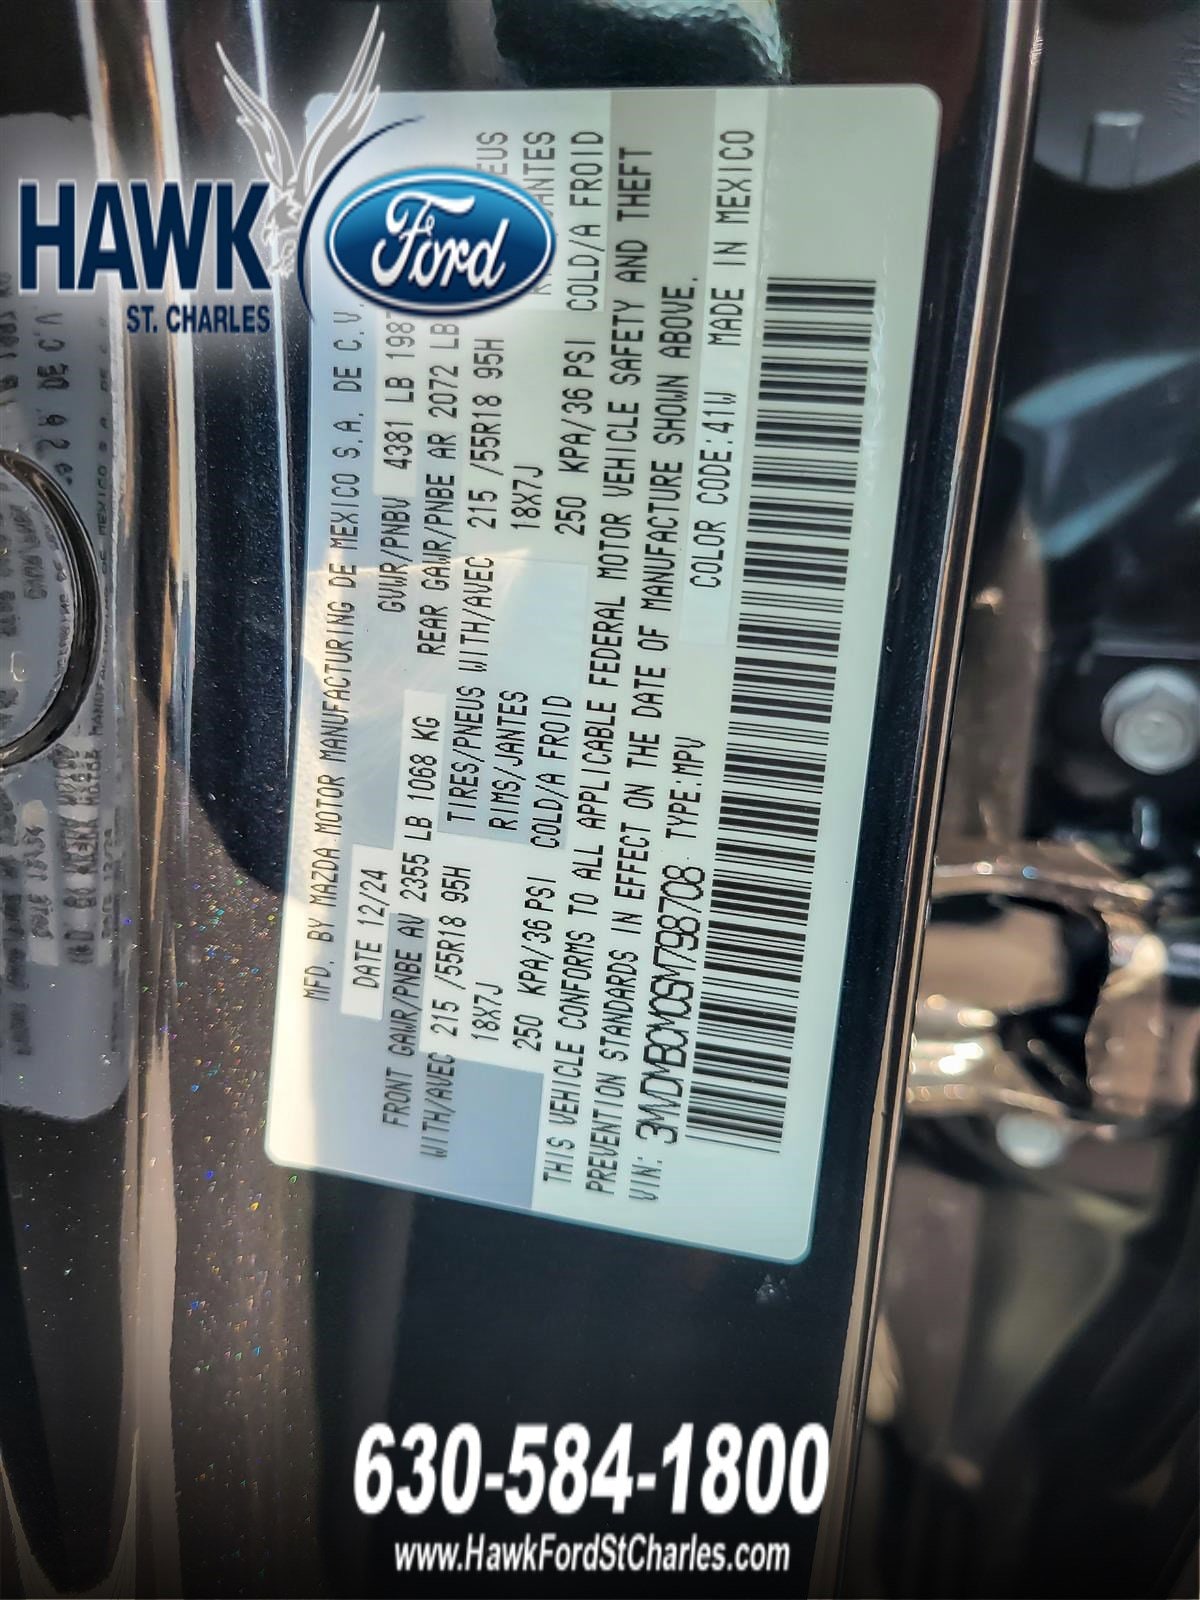 HAWK
Ford
ST. CHARLES
MFD. BY MAZDA MOTOR MANUFACTURING DE MEXICO S.A. DE C.V.
DATE 12/24 GVWR/PNBV 4381 LB
FRONT GAWR/PNBE AV 2355 LB 1068 KG REAR GAWR/PNBE AR 2072 LB
WITH/AVEC 215 /55R18 95H TIRES/PNEUS WITH/AVEC 215 /55R18 95H
18X7J RIMS/JANTES 18X7J
250 KPA/36 PSI COLD/A FROID 250 KPA/36 PSI COLD/A FROID
THIS VEHICLE CONFORMS TO ALL APPLICABLE FEDERAL MOTOR VEHICLE SAFETY AND THEFT
PREVENTION STANDARDS IN EFFECT ON THE DATE OF MANUFACTURE SHOWN ABOVE.
VIN: 3MVDMBCM0SM798708 TYPE:MPV COLOR CODE:41W MADE IN MEXICO
630-584-1800
www.HawkFordStCharles.com